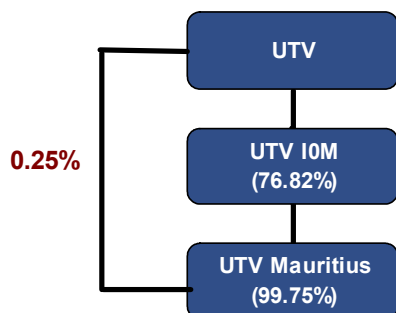 UTV
0.25%
UTV I0M
(76.82%)
UTV Mauritius
(99.75%)